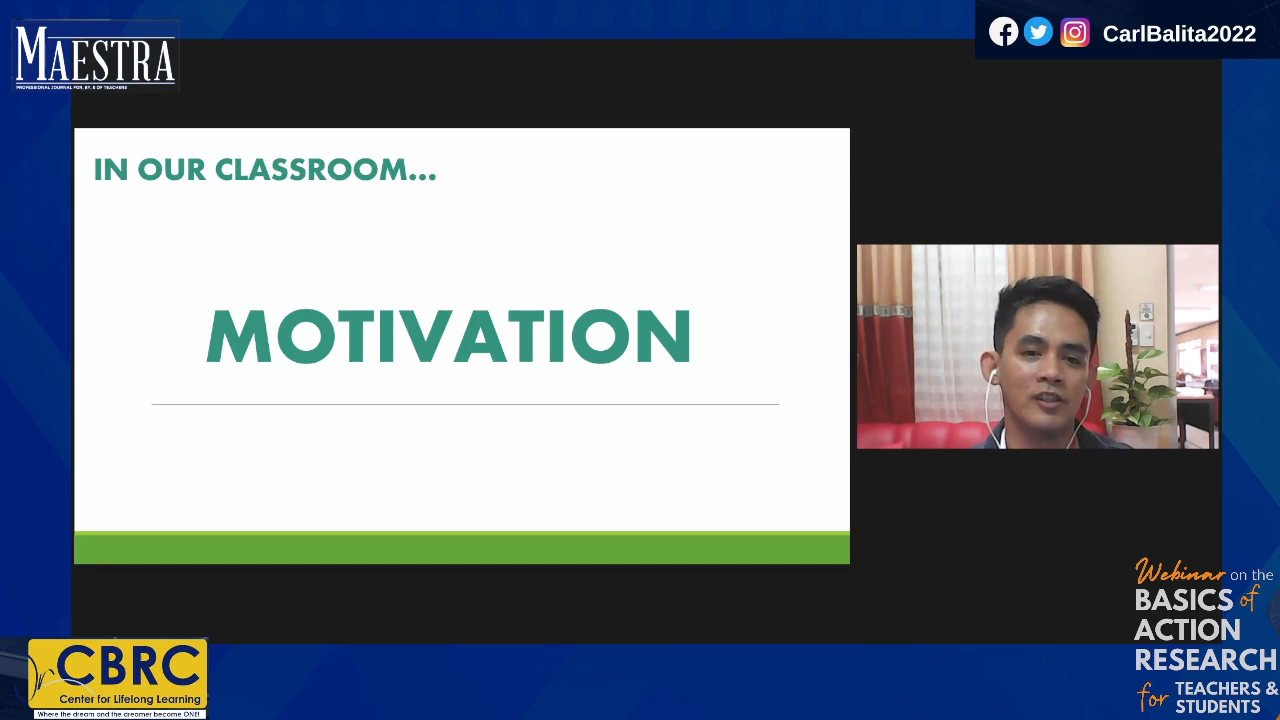 MAESTRA
PROFESSIONAL JOURNAL FOR, BY, & OF TEACHERS
CarlBalita2022
IN OUR CLASSROOM...
MOTIVATION
Webinar on the
BASICS of
ACTION
RESEARCH
for TEACHERS &
STUDENTS
CBRC
Center for Lifelong Learning
Where the dream and the dreamer become ONE!